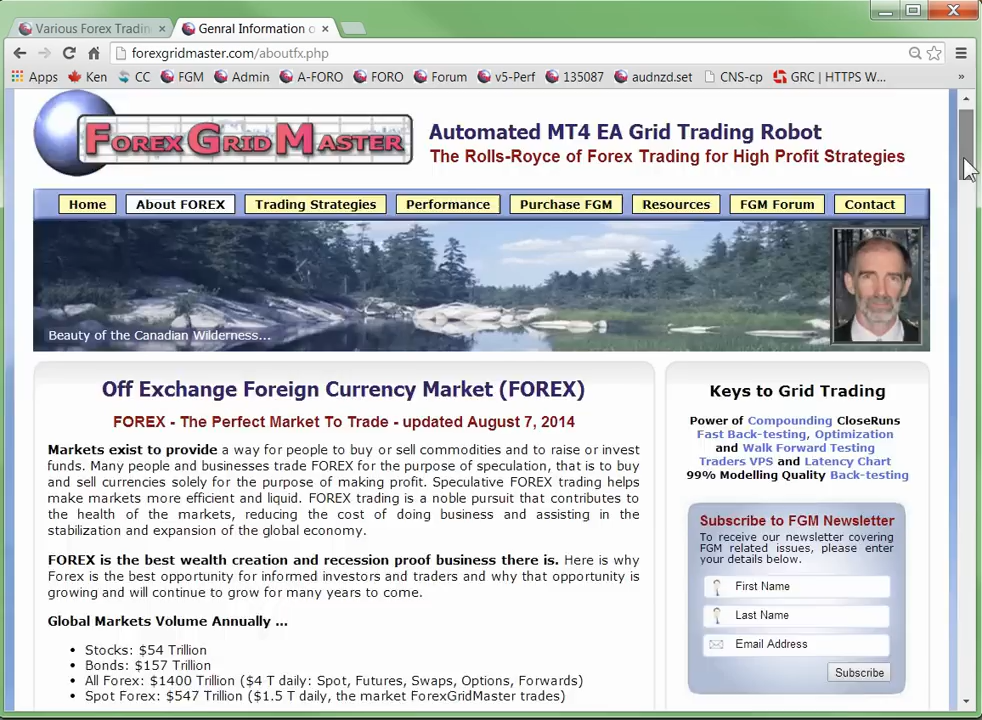 Various Forex Tradin
Genral Information o
forexgridmaster.com/aboutfx.php
Apps Ken CC FGM Admin A-FORO FORO Forum v5-Perf 135087 audnzd.set CNS-cp GRC | HTTPS W... »
FOREX GRID MASTER
Automated MT4 EA Grid Trading Robot
The Rolls-Royce of Forex Trading for High Profit Strategies
Home About FOREX Trading Strategies Performance Purchase FGM Resources FGM Forum Contact
Beauty of the Canadian Wilderness...
Off Exchange Foreign Currency Market (FOREX)
FOREX - The Perfect Market To Trade - updated August 7, 2014
Markets exist to provide a way for people to buy or sell commodities and to raise or invest
funds. Many people and businesses trade FOREX for the purpose of speculation, that is to buy
and sell currencies solely for the purpose of making profit. Speculative FOREX trading helps
make markets more efficient and liquid. FOREX trading is a noble pursuit that contributes to
the health of the markets, reducing the cost of doing business and assisting in the
stabilization and expansion of the global economy.
FOREX is the best wealth creation and recession proof business there is. Here is why
Forex is the best opportunity for informed investors and traders and why that opportunity is
growing and will continue to grow for many years to come.
Global Markets Volume Annually ...
• Stocks: $54 Trillion
• Bonds: $157 Trillion
• All Forex: $1400 Trillion ($4 T daily: Spot, Futures, Swaps, Options, Forwards)
• Spot Forex: $547 Trillion ($1.5 T daily, the market ForexGridMaster trades)
Keys to Grid Trading
Power of Compounding CloseRuns
Fast Back-testing, Optimization
and Walk Forward Testing
Traders VPS and Latency Chart
99% Modelling Quality Back-testing
Subscribe to FGM Newsletter
To receive our newsletter covering
FGM related issues, please enter
your details below.
First Name
Last Name
Email Address
Subscribe